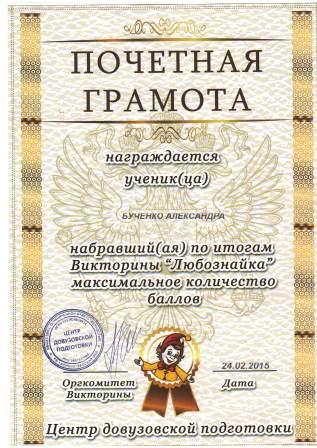 ПОЧЕТНАЯ
ГРАМОТА
награждается
ученик(ца)
БУЧЕНКО АЛЕКСАНДРА
набравший(ая) по итогам
Викторины "Любознайка"
максимальное количество
баллов
ЦЕНТР
ДОВУЗОВСКОЙ
ПОДГОТОВКИ
24.02.2015
Оргкомитет
Викторины
Дата
Центр довузовской подготовки